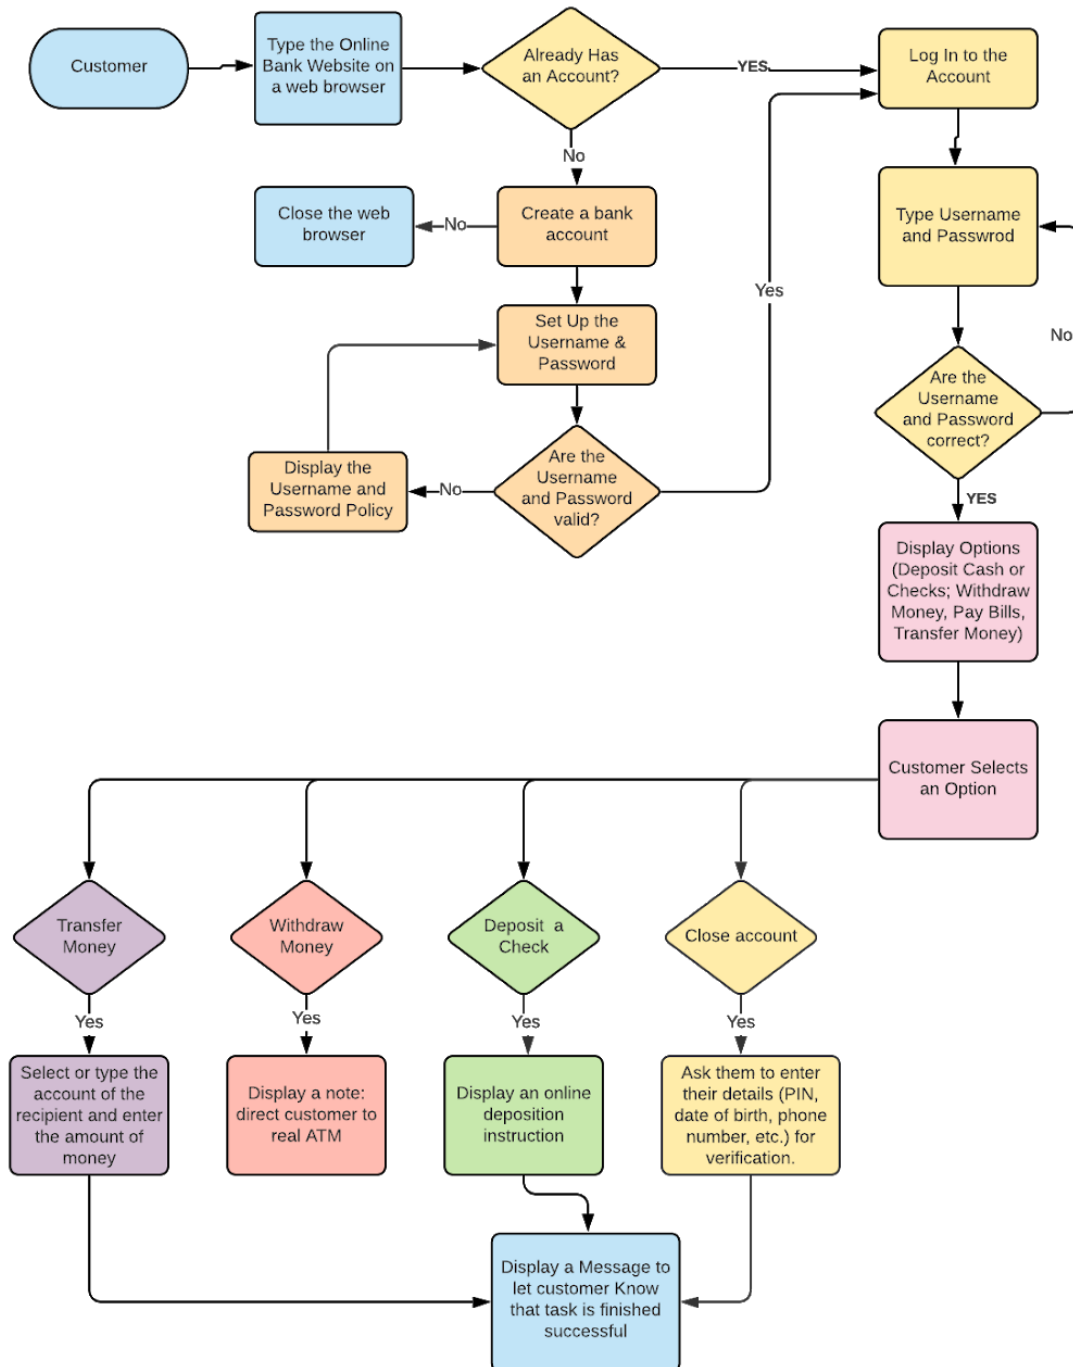 Customer
Type the Online
Bank Website on
a web browser
Already Has
an Account?
YES
Log In to the
Account
No
Close the web
browser
No
Create a bank
account
Type Username
and Passwrod
Yes
Set Up the
Username &
Password
No
Are the
Username
and Password
correct?
Display the
Username and
Password Policy
No
Are the
Username
and Password
valid?
YES
Display Options
(Deposit Cash or
Checks; Withdraw
Money, Pay Bills,
Transfer Money)
Customer Selects
an Option
Transfer
Money
Withdraw
Money
Deposit a
Check
Close account
Yes
Yes
Yes
Yes
Select or type the
account of the
recipient and enter
the amount of
money
Display a note:
direct customer to
real ATM
Display an online
deposition
instruction
Ask them to enter
their details (PIN,
date of birth, phone
number, etc.) for
verification.
Display a Message to
let customer Know
that task is finished
successful